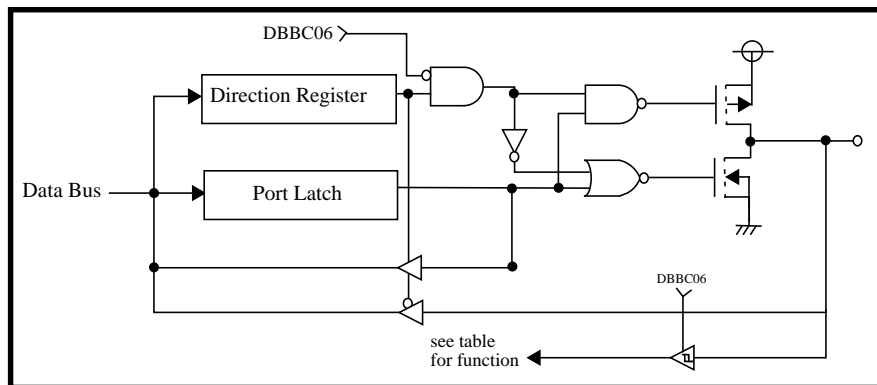 DBBC06
Direction Register
Data Bus
Port Latch
DBBC06
see table
for function